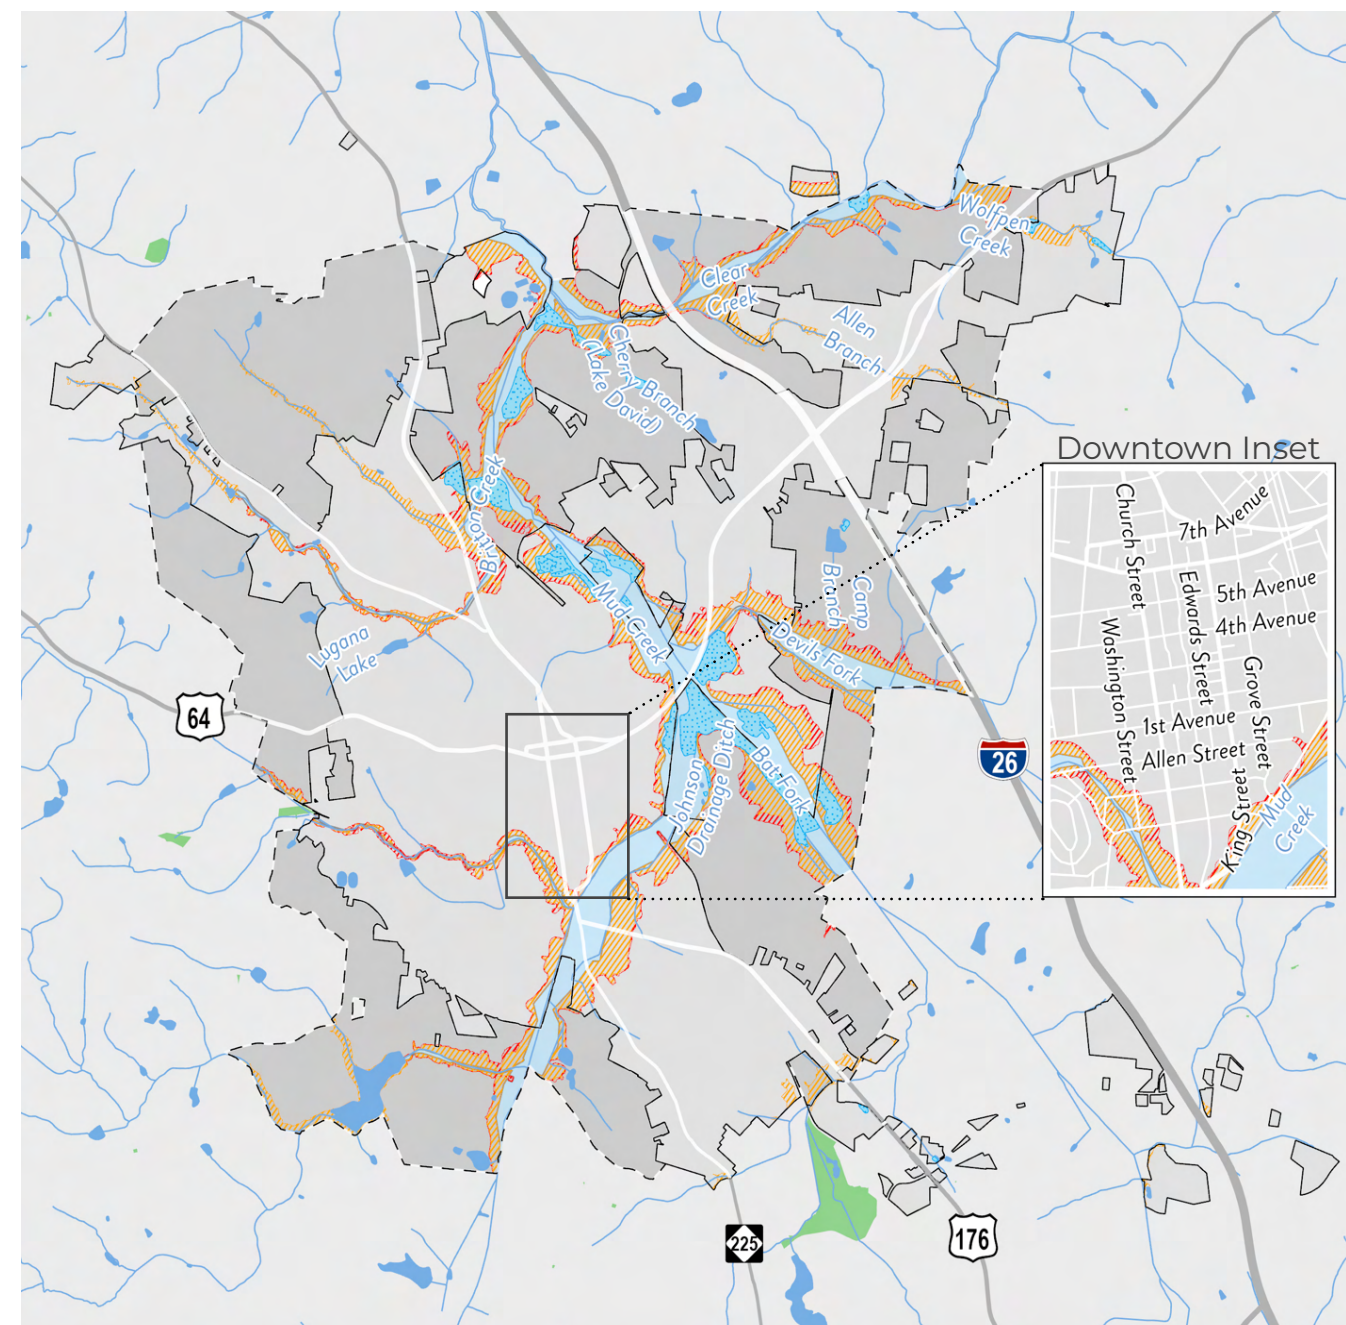 Wolfpen
Creek
Clear
Creek
Allen
Branch
Cherry Branch
(Lake
David)
Downtown Inset
Britton Creek
Mud Creek
Camp
Branch
Devils Fork
Lugana
Lake
64
26
Johnson
Drainage Ditch
Bat Fork
Church Street
7th Avenue
5th Avenue
4th Avenue
Edwards Street
Washington Street
Grove Street
1st Avenue
Allen Street
King Street
Mud
Creek
225
176